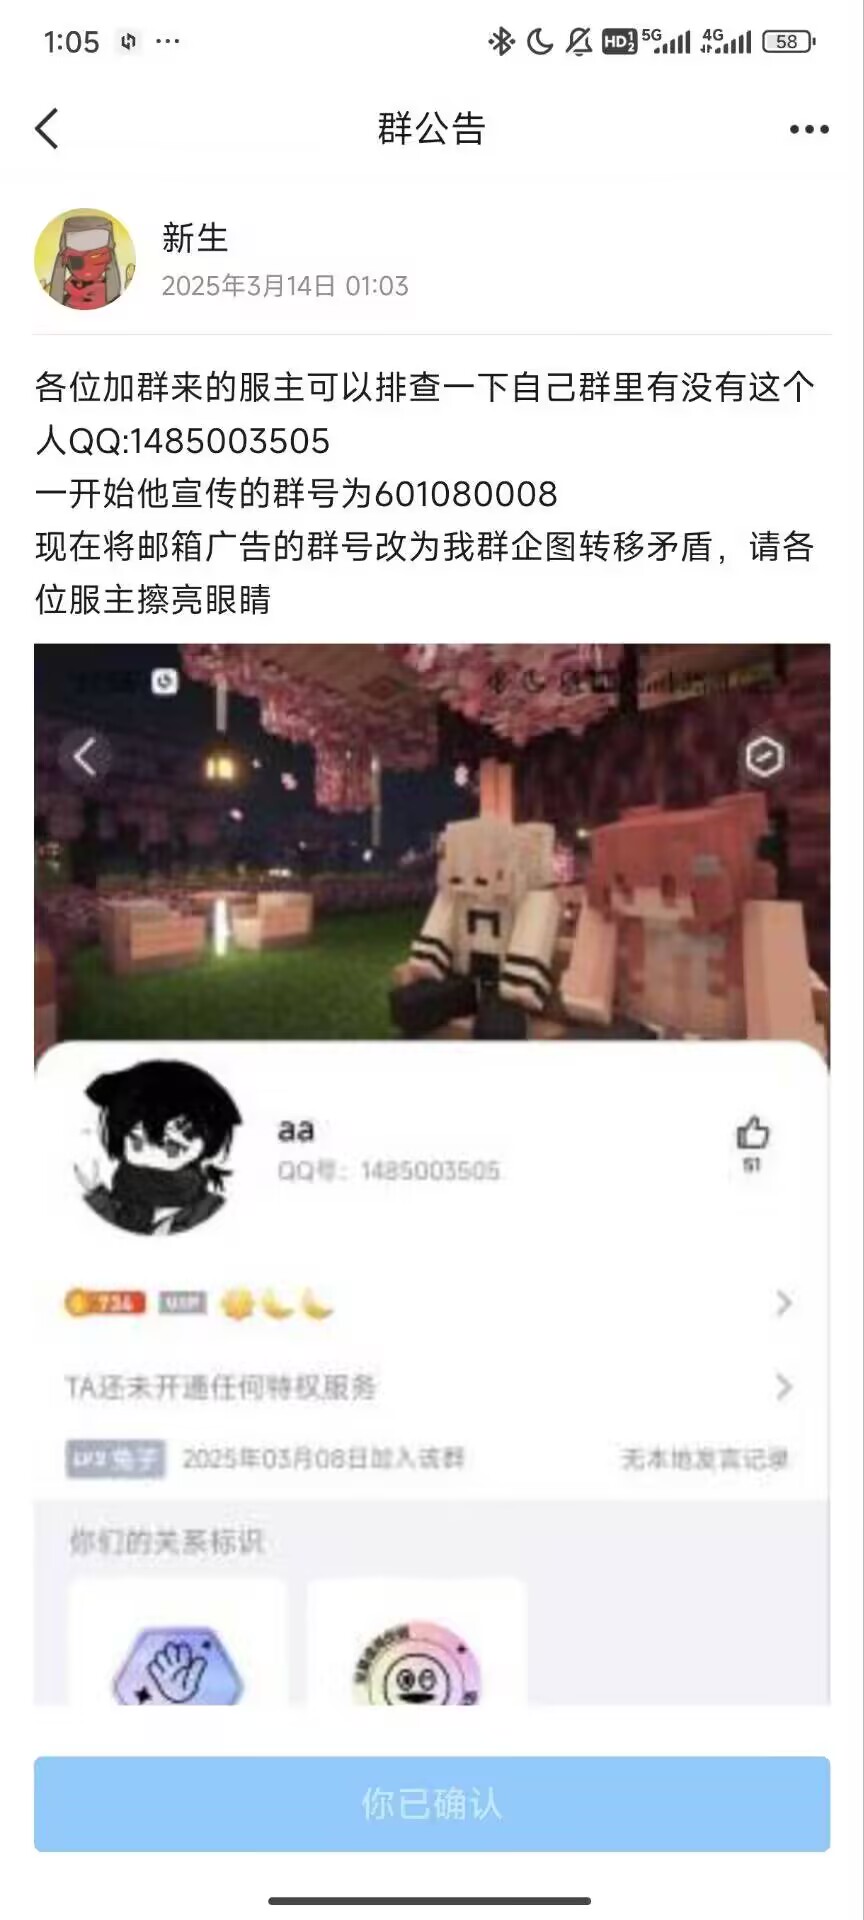 1:05
HD 1 2 5G 4G 58
群公告
新生
2025年3月14日 01:03
各位加群来的服主可以排查一下自己群里有没有这个
人QQ:1485003505
一开始他宣传的群号为601080008
现在将邮箱广告的群号改为我群企图转移矛盾，请各
位服主擦亮眼睛
aa
QQ号：1485003505
51
734 VIP
TA还未开通任何特权服务
LV2 兔子 2025年03月08日加入该群 无本地发言记录
你们的关系标识
你已确认